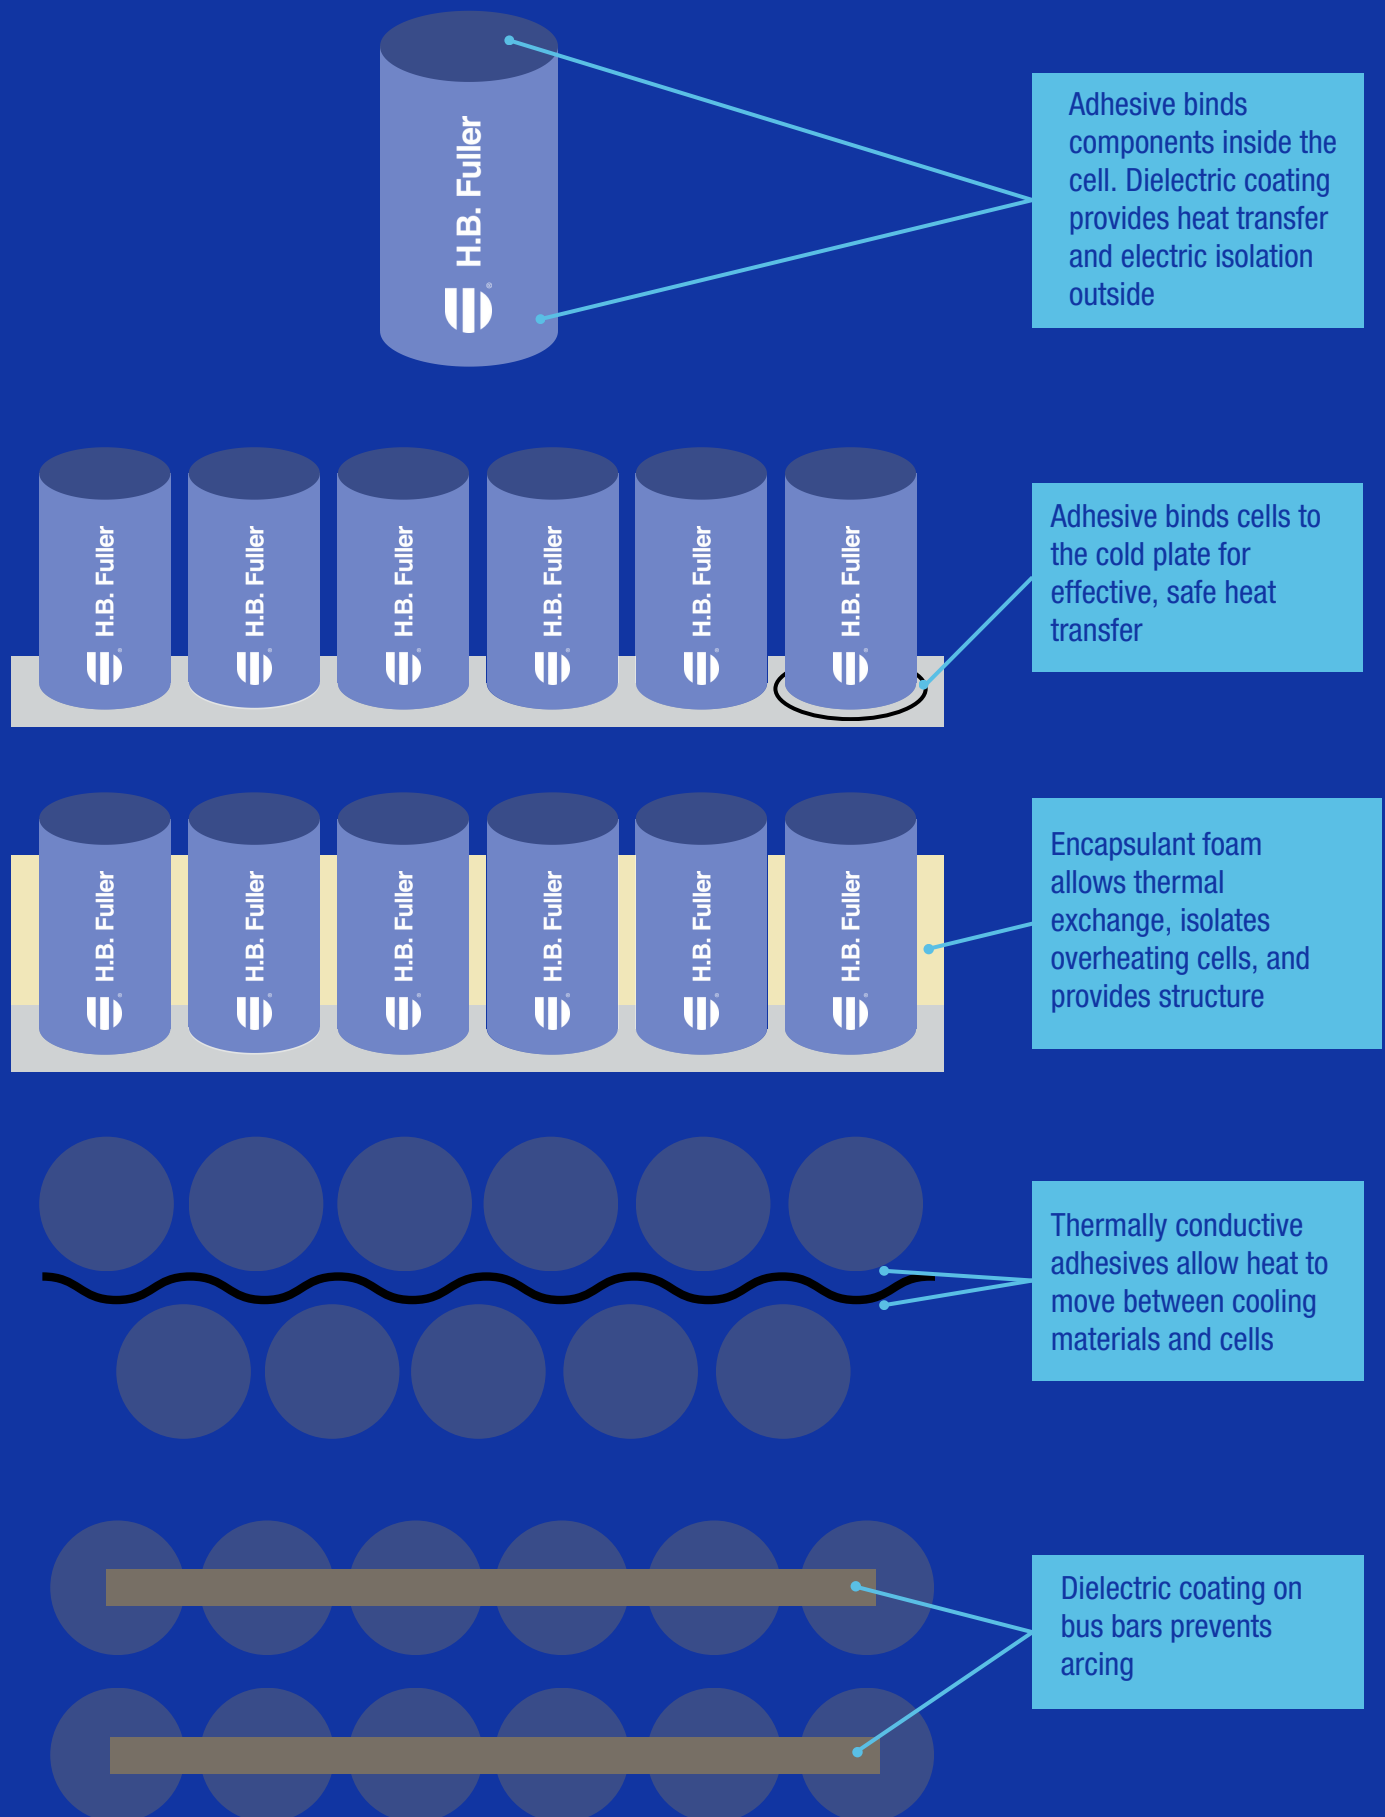 H.B. Fuller
®
Adhesive binds
components inside the
cell. Dielectric coating
provides heat transfer
and electric isolation
outside
H.B. Fuller
®
H.B. Fuller
®
H.B. Fuller
®
H.B. Fuller
®
H.B. Fuller
®
H.B. Fuller
®
Adhesive binds cells to
the cold plate for
effective, safe heat
transfer
H.B. Fuller
®
H.B. Fuller
®
H.B. Fuller
®
H.B. Fuller
®
H.B. Fuller
®
H.B. Fuller
®
Encapsulant foam
allows thermal
exchange, isolates
overheating cells, and
provides structure
Thermally conductive
adhesives allow heat to
move between cooling
materials and cells
Dielectric coating on
bus bars prevents
arcing